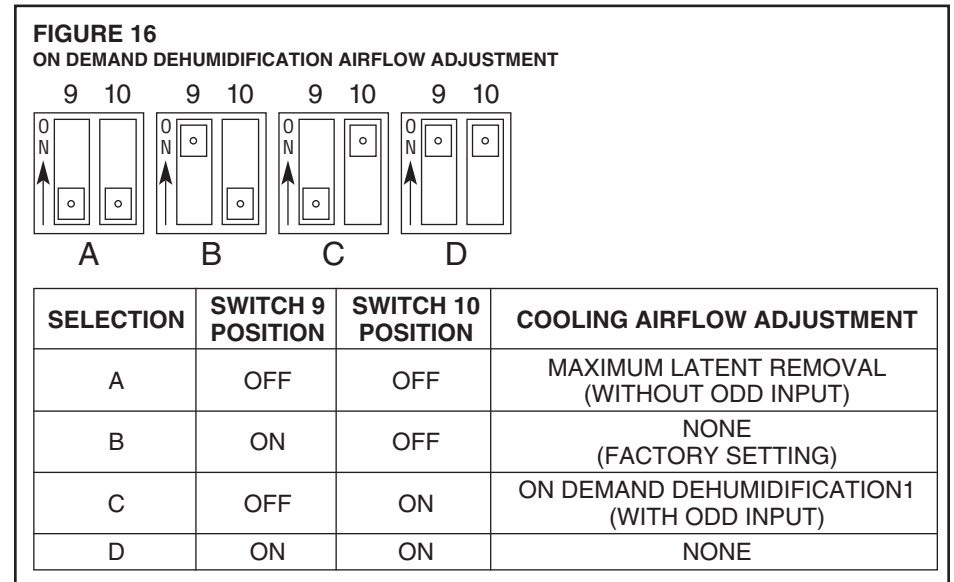 FIGURE 16
ON DEMAND DEHUMIDIFICATION AIRFLOW ADJUSTMENT
9 10 9 10 9 10 9 10
ON ON ON ON
A B C D
SELECTION SWITCH 9 POSITION SWITCH 10 POSITION COOLING AIRFLOW ADJUSTMENT
A OFF OFF MAXIMUM LATENT REMOVAL (WITHOUT ODD INPUT)
B ON OFF NONE (FACTORY SETTING)
C OFF ON ON DEMAND DEHUMIDIFICATION1 (WITH ODD INPUT)
D ON ON NONE